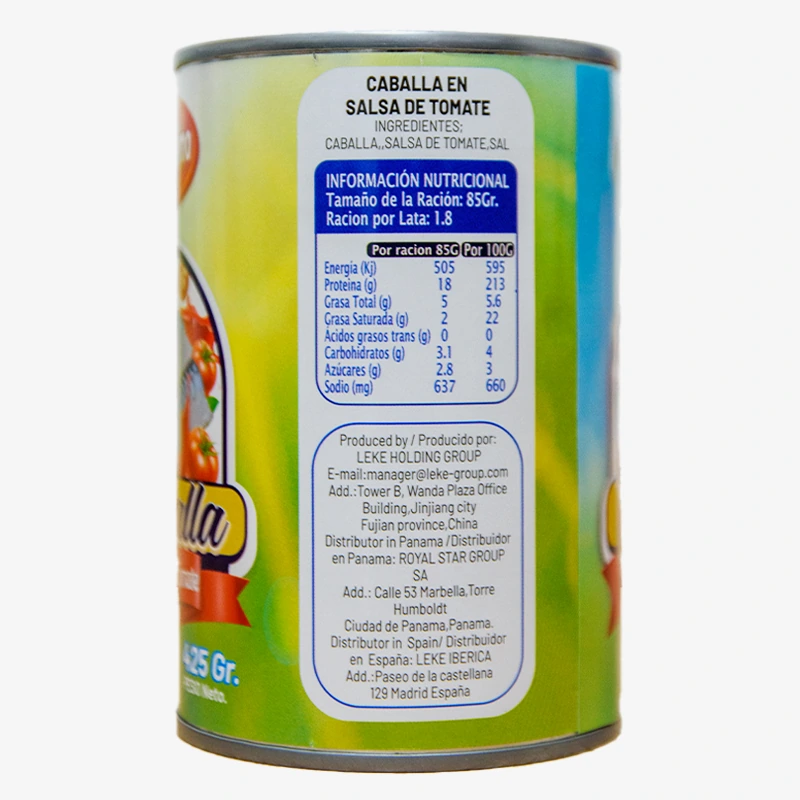 CABALLA EN
SALSA DE TOMATE
INGREDIENTES;
CABALLA,,SALSA DE TOMATE,SAL
INFORMACIÓN NUTRICIONAL
Tamaño de la Ración: 85Gr.
Racion por Lata: 1.8
Por racion 85G Por 100G
Energía (Kj) 505 595
Proteina (g) 18 213
Grasa Total (g) 5 5.6
Grasa Saturada (g) 2 22
Ácidos grasos trans (g) 0 0
Carbohidratos (g) 3.1 4
Azúcares (g) 2.8 3
Sodio (mg) 637 660
Produced by / Producido por:
LEKE HOLDING GROUP
E-mail:manager@leke-group.com
Add.:Tower B, Wanda Plaza Office
Building,Jinjiang city
Fujian province,China
Distributor in Panama /Distribuidor
en Panama: ROYAL STAR GROUP
SA
Add.: Calle 53 Marbella,Torre
Humboldt
Ciudad de Panama,Panama.
Distributor in Spain/ Distribuidor
en España: LEKE IBERICA
Add.:Paseo de la castellana
129 Madrid España
425 Gr.
Neto.